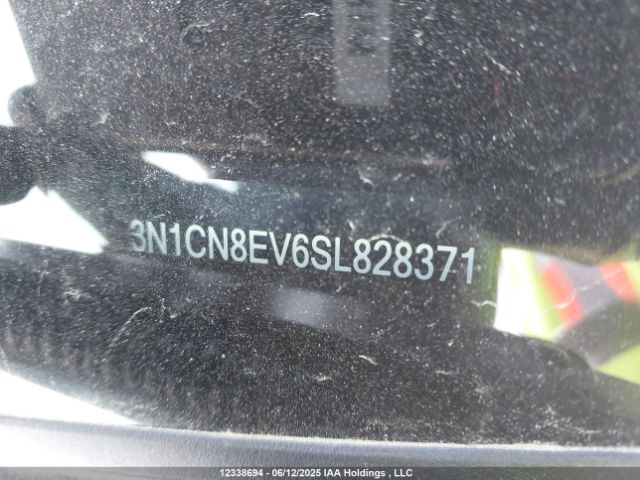 3N1CN8EV6SL828371
12338694 - 06/12/2025 IAA Holdings , LLC